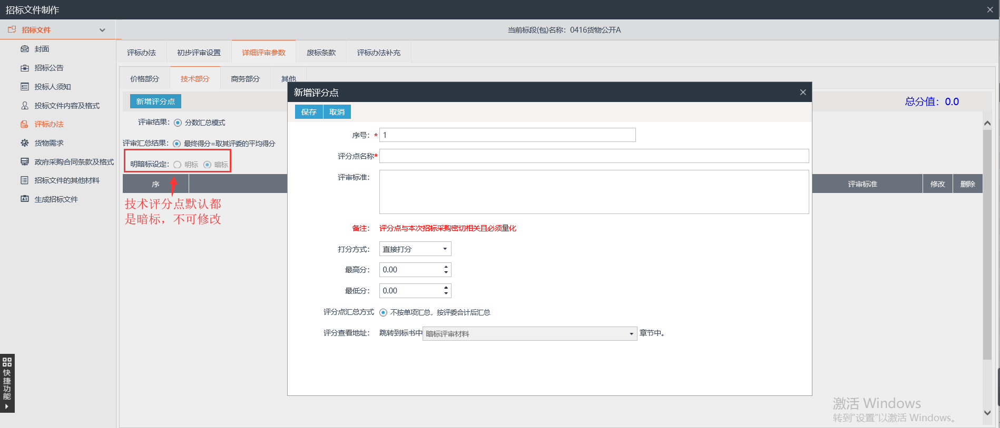 招标文件制作
招标文件
当前标段(包)名称：0416货物公开A
封面
招标公告
投标人须知
投标文件内容及格式
评标办法
货物需求
政府采购合同条款及格式
招标文件的其他材料
生成招标文件
快捷功能
评标办法 初步评审设置 详细评审参数 废标条款 评标办法补充
价格部分 技术部分 商务部分 其他
新增评分点
总分值：0.0
评审结果： 分数汇总模式
评审汇总结果： 最终得分=取其评委的平均得分
明暗标设定： 明标 暗标
序 评审标准 修改 删除
技术评分点默认都
是暗标，不可修改
新增评分点
保存 取消
序号：* 1
评分点名称*
评审标准：
备注： 评分点与本次招标采购密切相关且必须量化
打分方式： 直接打分
最高分： 0.00
最低分： 0.00
评分点汇总方式 不按单项汇总，按评委合计后汇总
评分查看地址： 跳转到标书中 暗标评审材料 章节中。
激活 Windows
转到“设置”以激活 Windows。